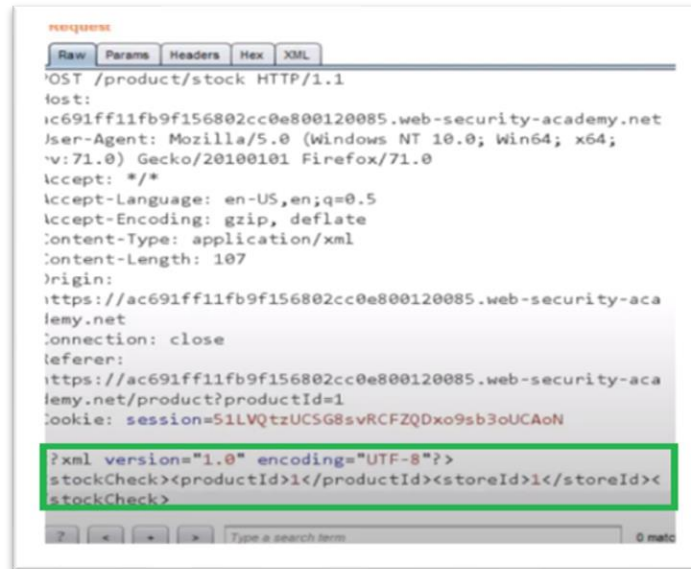 Request
Raw Params Headers Hex XML
POST /product/stock HTTP/1.1
Host:
ac691ff11fb9f156802cc0e800120085.web-security-academy.net
User-Agent: Mozilla/5.0 (Windows NT 10.0; Win64; x64;
rv:71.0) Gecko/20100101 Firefox/71.0
Accept: */*
Accept-Language: en-US,en;q=0.5
Accept-Encoding: gzip, deflate
Content-Type: application/xml
Content-Length: 107
Origin:
https://ac691ff11fb9f156802cc0e800120085.web-security-aca
demy.net
Connection: close
Referer:
https://ac691ff11fb9f156802cc0e800120085.web-security-aca
demy.net/product?productId=1
Cookie: session=51LVQtzUCSG8svRCFZQDxo9sb3oUCAoN
?xml version="1.0" encoding="UTF-8"?>
stockCheck><productId>1</productId><storeId>1</storeId><
stockCheck>
? < + > Type a search term 0 matc